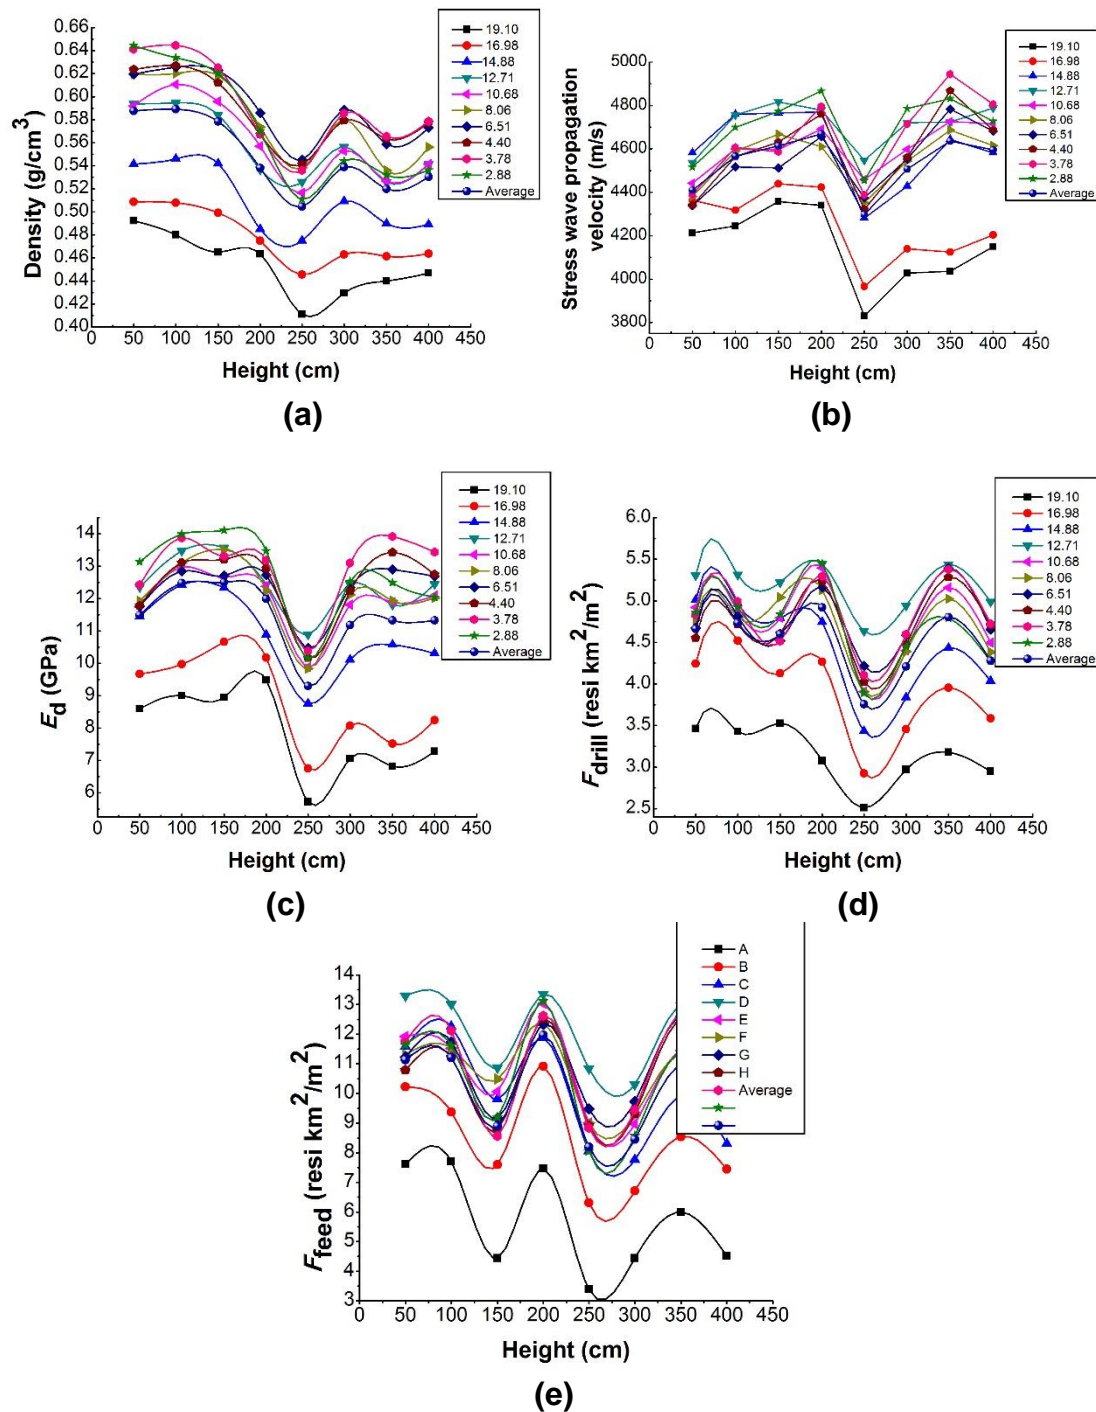 0.66
0.64
0.62
0.60
0.58
0.56
0.54
0.52
0.50
0.48
0.46
0.44
0.42
0.40
Density (g/cm3)
0 50 100 150 200 250 300 350 400 450
Height (cm)
19.10
16.98
14.88
12.71
10.68
8.06
6.51
4.40
3.78
2.88
Average
(a)
5000
4800
4600
4400
4200
4000
3800
Stress wave propagation
velocity (m/s)
0 50 100 150 200 250 300 350 400 450
Height (cm)
19.10
16.98
14.88
12.71
10.68
8.06
6.51
4.40
3.78
2.88
Average
(b)
14
13
12
11
10
9
8
7
6
Ed (GPa)
0 50 100 150 200 250 300 350 400 450
Height (cm)
19.10
16.98
14.88
12.71
10.68
8.06
6.51
4.40
3.78
2.88
Average
(c)
6.0
5.5
5.0
4.5
4.0
3.5
3.0
2.5
Fdrill (resi km2/m2)
0 50 100 150 200 250 300 350 400 450
Height (cm)
19.10
16.98
14.88
12.71
10.68
8.06
6.51
4.40
3.78
2.88
Average
(d)
14
13
12
11
10
9
8
7
6
5
4
3
Ffeed (resi km2/m2)
0 50 100 150 200 250 300 350 400 450
Height (cm)
A
B
C
D
E
F
G
H
Average
(e)